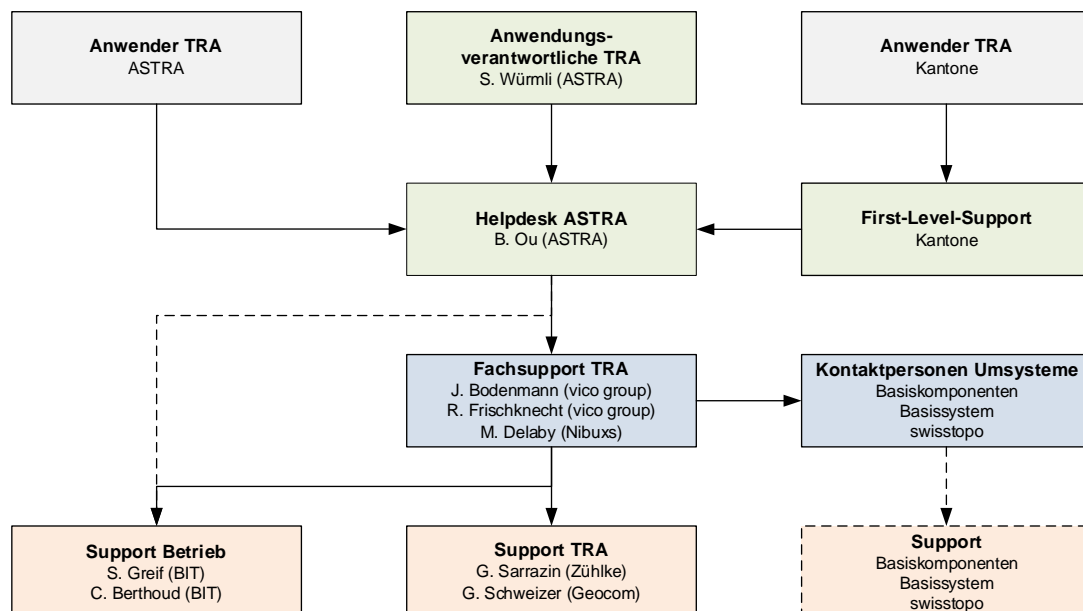 Anwender TRA
ASTRA
Anwendungs-
verantwortliche TRA
S. Würmli (ASTRA)
Anwender TRA
Kantone
Helpdesk ASTRA
B. Ou (ASTRA)
First-Level-Support
Kantone
Fachsupport TRA
J. Bodenmann (vico group)
R. Frischknecht (vico group)
M. Delaby (Nibuxs)
Kontaktpersonen Umsysteme
Basiskomponenten
Basissystem
swisstopo
Support Betrieb
S. Greif (BIT)
C. Berthoud (BIT)
Support TRA
G. Sarrazin (Zühlke)
G. Schweizer (Geocom)
Support
Basiskomponenten
Basissystem
swisstopo